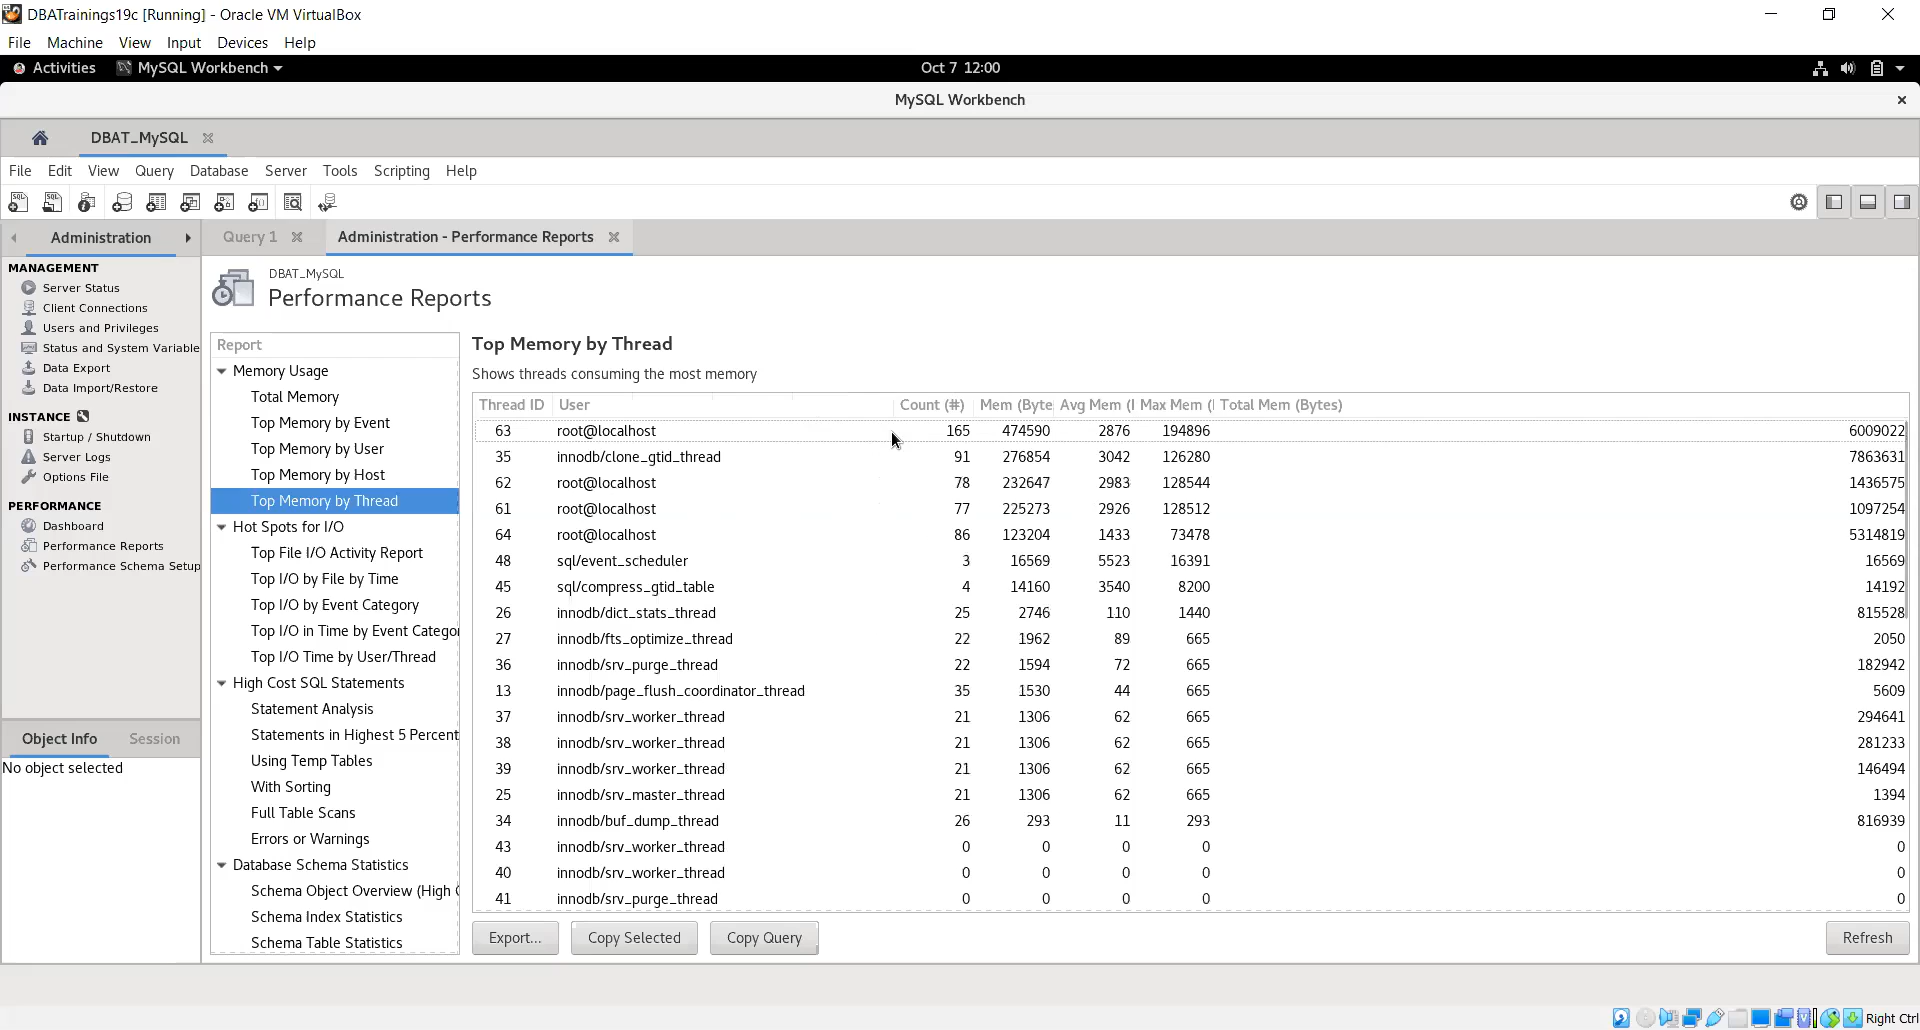 DBATrainings19c [Running] - Oracle VM VirtualBox
File Machine View Input Devices Help
Activities MySQL Workbench Oct 7 12:00
MySQL Workbench
DBAT_MySQL
File Edit View Query Database Server Tools Scripting Help
Administration
MANAGEMENT
Server Status
Client Connections
Users and Privileges
Status and System Variable
Data Export
Data Import/Restore
INSTANCE
Startup / Shutdown
Server Logs
Options File
PERFORMANCE
Dashboard
Performance Reports
Performance Schema Setup
Object Info Session
No object selected
Query 1 Administration - Performance Reports
DBAT_MySQL
Performance Reports
Report
Memory Usage
Total Memory
Top Memory by Event
Top Memory by User
Top Memory by Host
Top Memory by Thread
Hot Spots for I/O
Top File I/O Activity Report
Top I/O by File by Time
Top I/O by Event Category
Top I/O in Time by Event Catego
Top I/O Time by User/Thread
High Cost SQL Statements
Statement Analysis
Statements in Highest 5 Percent
Using Temp Tables
With Sorting
Full Table Scans
Errors or Warnings
Database Schema Statistics
Schema Object Overview (High
Schema Index Statistics
Schema Table Statistics
Top Memory by Thread
Shows threads consuming the most memory
Thread ID User Count (#) Mem (Byte Avg Mem ( Max Mem ( Total Mem (Bytes)
63 root@localhost 165 474590 2876 194896 6009022
35 innodb/clone_gtid_thread 91 276854 3042 126280 7863631
62 root@localhost 78 232647 2983 128544 1436575
61 root@localhost 77 225273 2926 128512 1097254
64 root@localhost 86 123204 1433 73478 5314819
48 sql/event_scheduler 3 16569 5523 16391 16569
45 sql/compress_gtid_table 4 14160 3540 8200 14192
26 innodb/dict_stats_thread 25 2746 110 1440 815528
27 innodb/fts_optimize_thread 22 1962 89 665 2050
36 innodb/srv_purge_thread 22 1594 72 665 182942
13 innodb/page_flush_coordinator_thread 35 1530 44 665 5609
37 innodb/srv_worker_thread 21 1306 62 665 294641
38 innodb/srv_worker_thread 21 1306 62 665 281233
39 innodb/srv_worker_thread 21 1306 62 665 146494
25 innodb/srv_master_thread 21 1306 62 665 1394
34 innodb/buf_dump_thread 26 293 11 293 816939
43 innodb/srv_worker_thread 0 0 0 0 0
40 innodb/srv_worker_thread 0 0 0 0 0
41 innodb/srv_purge_thread 0 0 0 0 0
Export... Copy Selected Copy Query Refresh
Right Ctrl